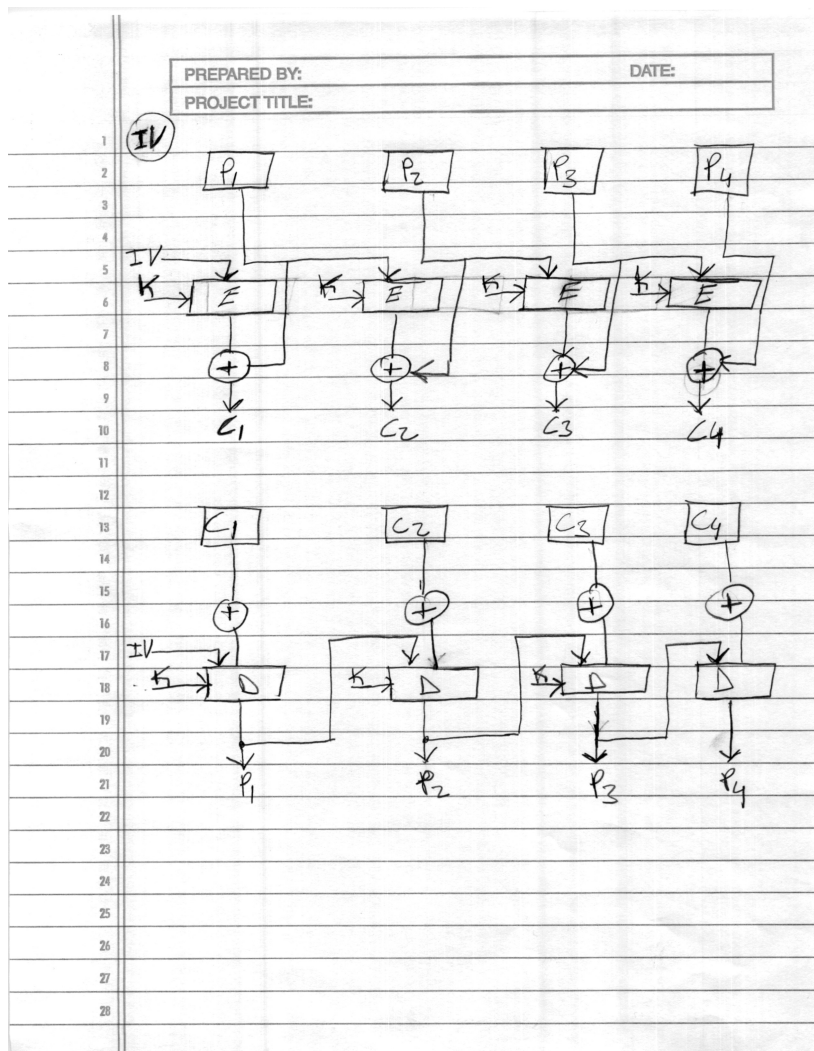 PREPARED BY: DATE:
PROJECT TITLE:
1
IV
2 P1 P2 P3 P4
3
4
IV
5
K E K E K E K E
6
7
8 + + + +
9
10 C1 C2 C3 C4
11
12
13 C1 C2 C3 C4
14
15
+ + + +
16
IV
17
18 K D K D K D D
19
20
21 P1 P2 P3 P4
22
23
24
25
26
27
28